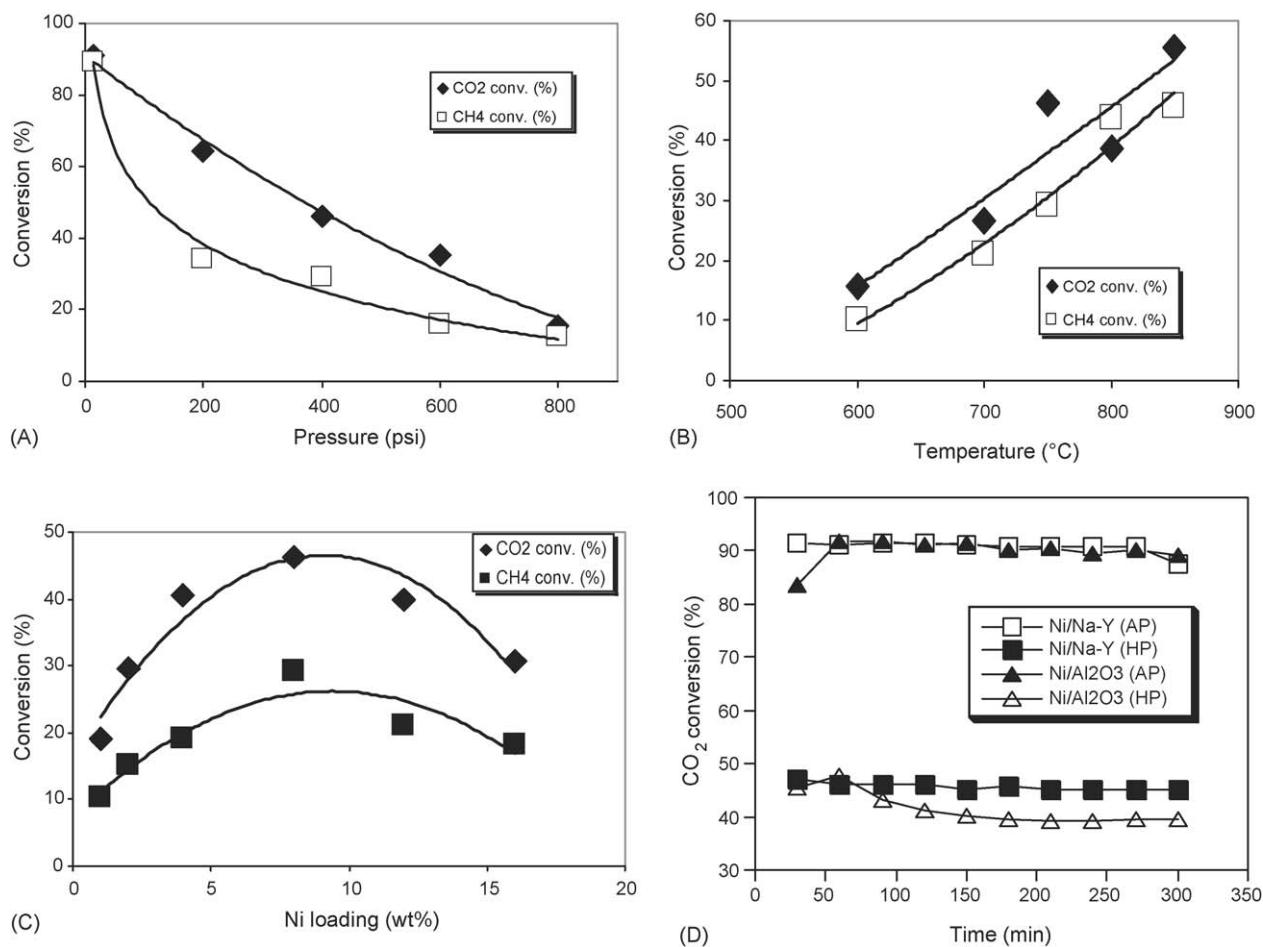 100
80
60
40
20
0
Conversion (%)
CO2 conv. (%)
CH4 conv. (%)
0 200 400 600 800
(A)
Pressure (psi)
60
50
40
30
20
10
0
Conversion (%)
CO2 conv. (%)
CH4 conv. (%)
500 600 700 800 900
(B)
Temperature (°C)
50
40
30
20
10
0
Conversion (%)
CO2 conv. (%)
CH4 conv. (%)
0 5 10 15 20
(C)
Ni loading (wt%)
100
90
80
70
60
50
40
30
CO2 conversion (%)
Ni/Na-Y (AP)
Ni/Na-Y (HP)
Ni/Al2O3 (AP)
Ni/Al2O3 (HP)
0 50 100 150 200 250 300 350
(D)
Time (min)